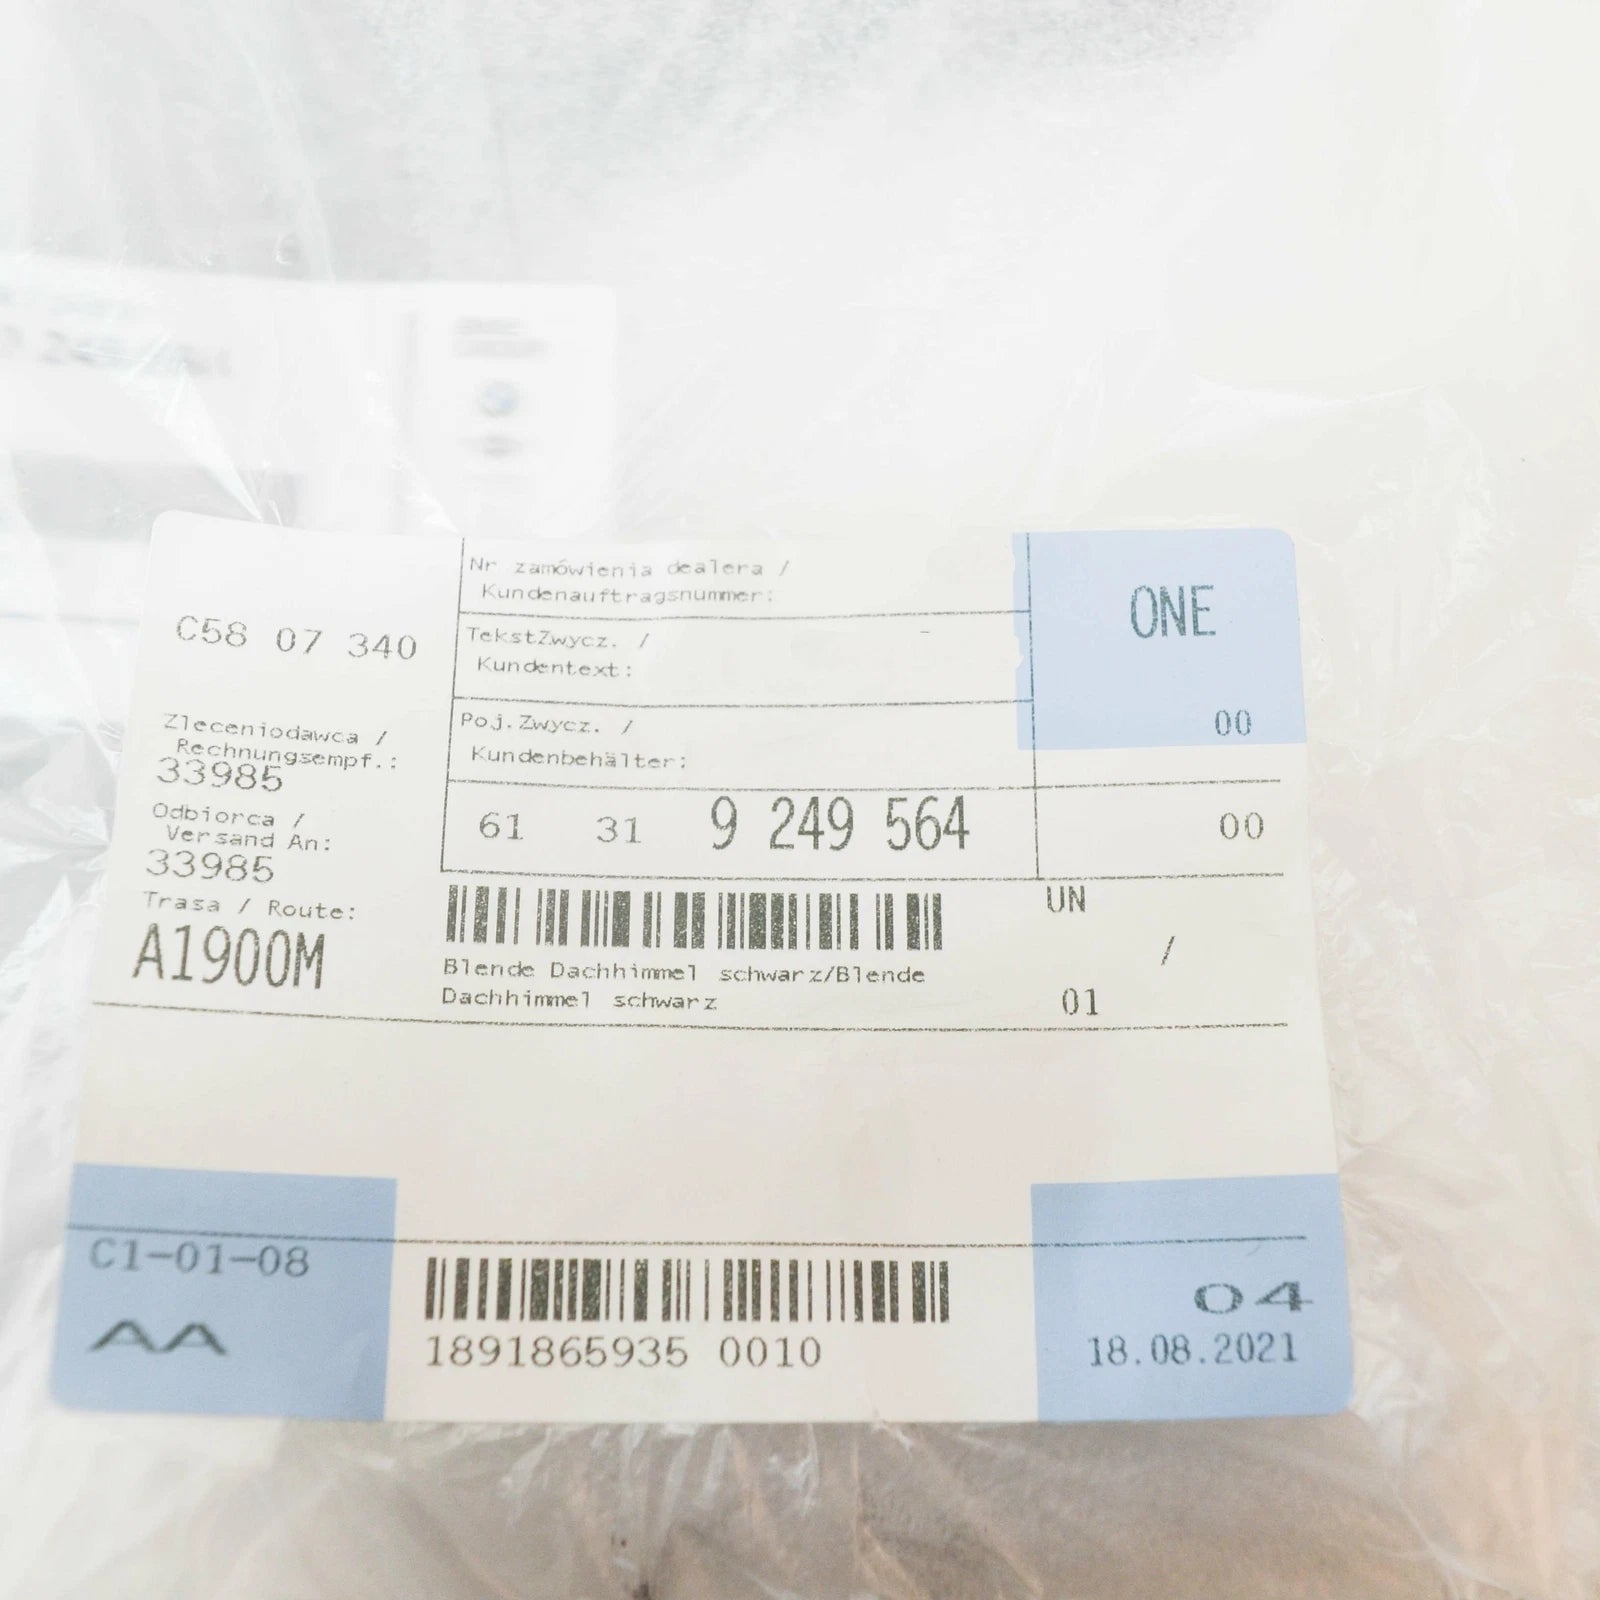 C58 07 340
Zleceniodawca /
Rechnungsempf.:
33985
Odbiorca /
Versand An:
33985
Trasa / Route:
A1900M
Nr zamówienia dealera /
Kundenauftragsnummer:
TekstZwycz. /
Kundentext:
Poj.Zwycz. /
Kundenbehälter:
ONE
00
61 31 9 249 564
00
Blende Dachhimmel schwarz/Blende
Dachhimmel schwarz
UN
/
01
C1-01-08
AA
1891865935 0010
04
18.08.2021